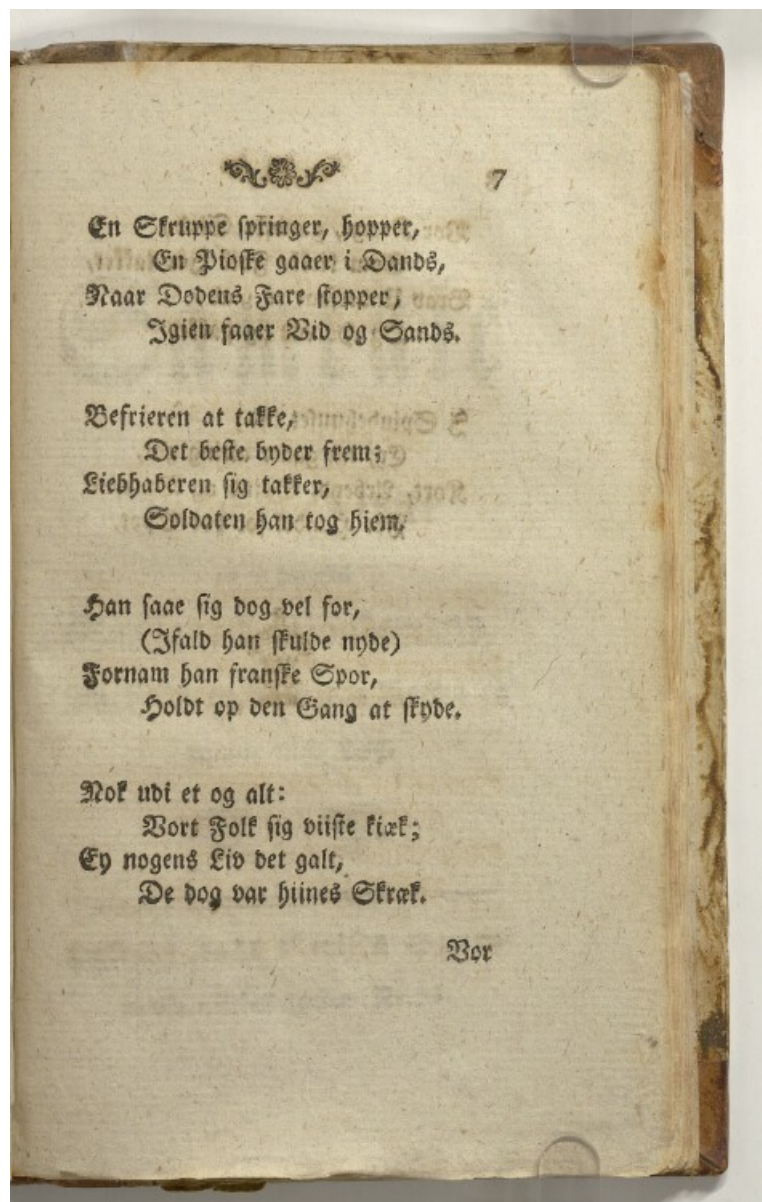 7
En Skruppe springer, hopper,
En Pioske gaaer i Dands,
Naar Dodens Fare stopper,
Igien faaer Vid og Sands.
Befrieren at takke,
Det beste byder frem;
Liebhaberen sig takker,
Soldaten han tog hiem.
Han saae sig dog vel for,
(Ifald han skulde nyde)
Fornam han franske Spor,
Holdt op den Gang at skyde.
Nok udi et og alt:
Vort Folk sig viiste kiæk;
Ey nogens Liv det galt,
De dog var hiines Skræk.
Vor